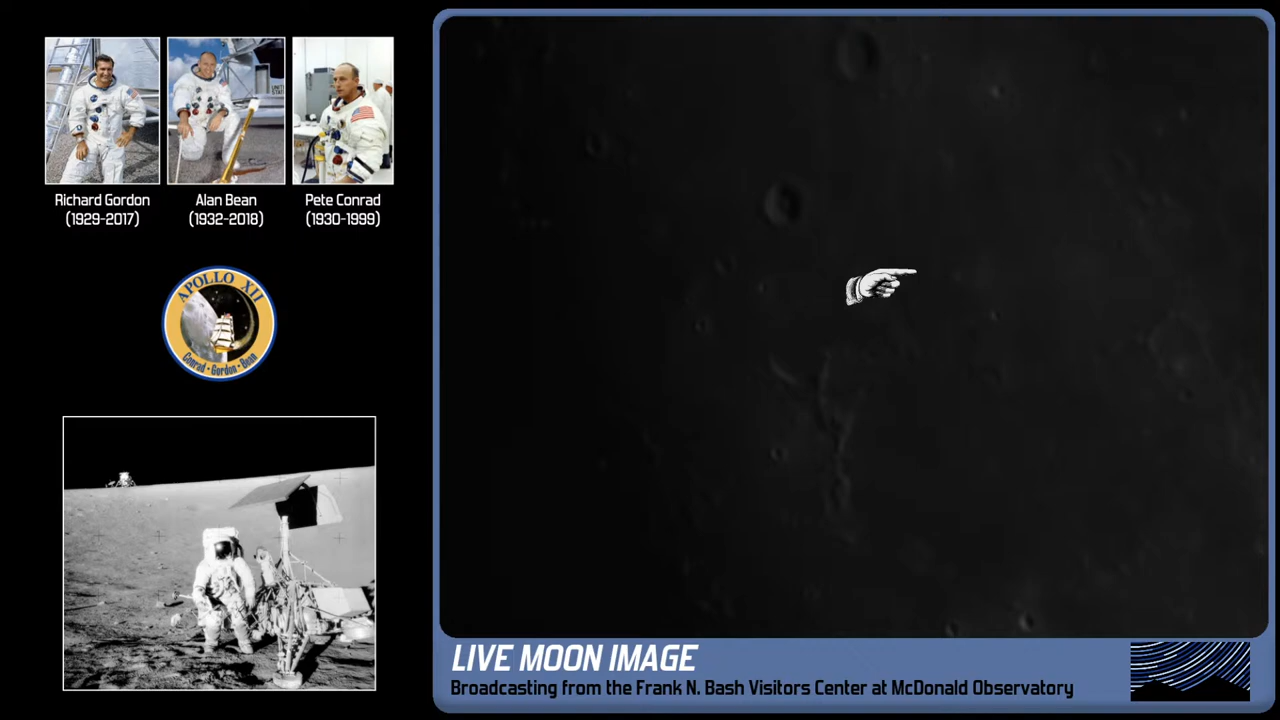 Richard Gordon
(1929-2017)
Alan Bean
(1932-2018)
Pete Conrad
(1930-1999)
APOLLO XII
Conrad • Gordon • Bean
LIVE MOON IMAGE
Broadcasting from the Frank N. Bash Visitors Center at McDonald Observatory